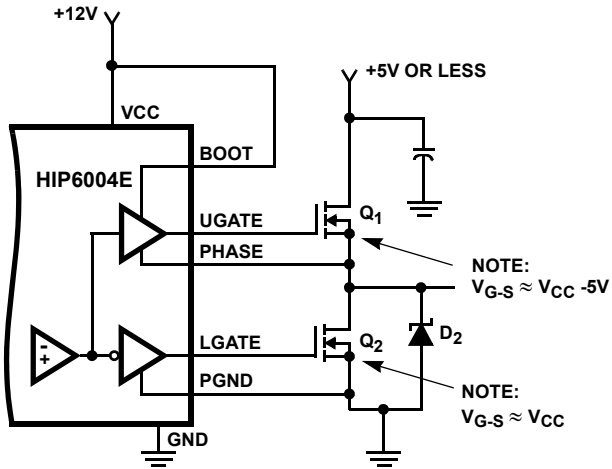 +12V
+5V OR LESS
VCC
BOOT
HIP6004E
UGATE
Q1
PHASE
NOTE:
VG-S ≈ VCC -5V
- +
LGATE
Q2
D2
PGND
NOTE:
VG-S ≈ VCC
GND